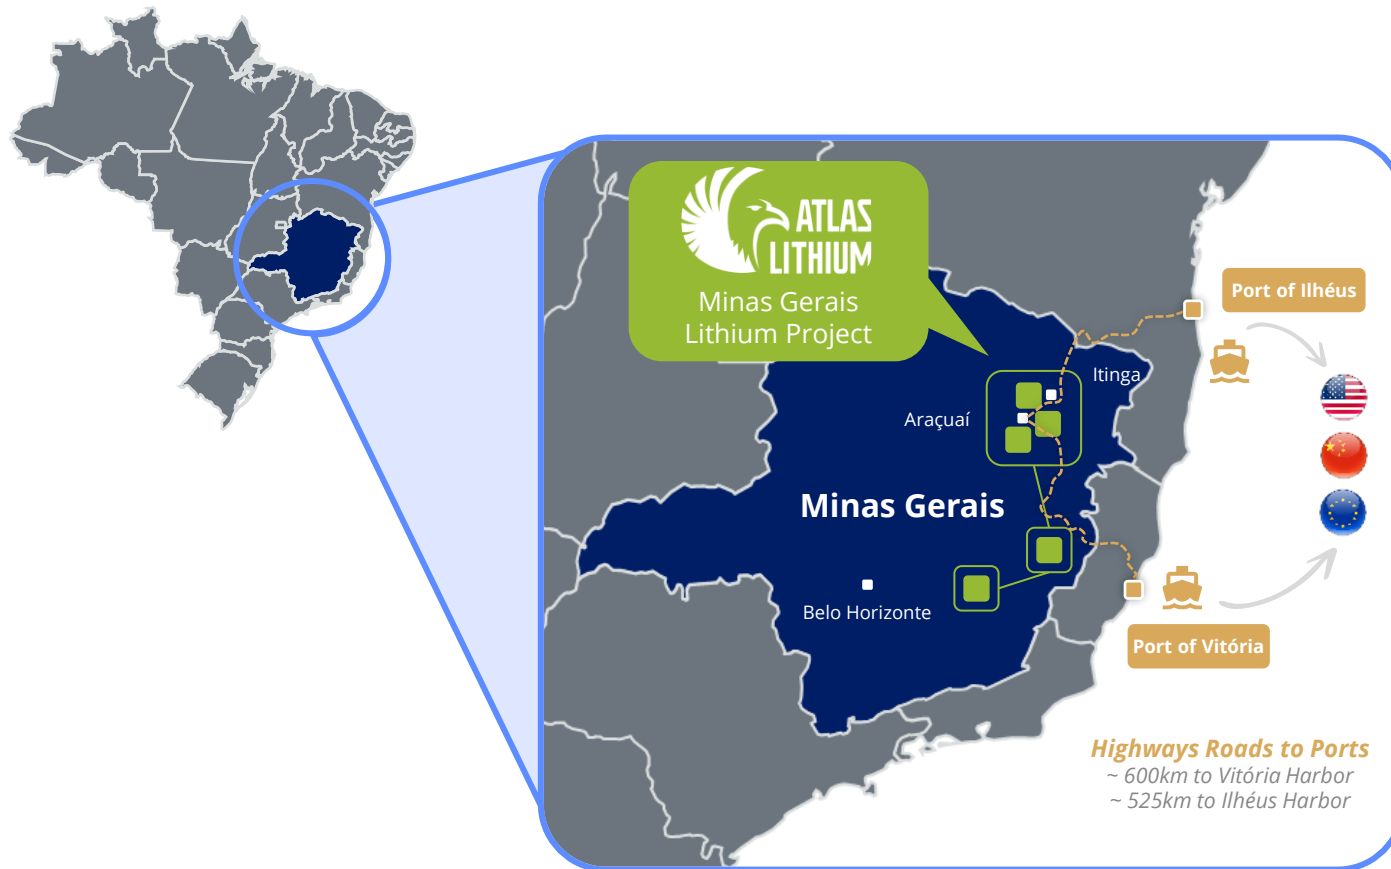 ATLAS
LITHIUM
Minas Gerais
Lithium Project
Port of Ilhéus
Itinga
Araçuaí
Minas Gerais
Belo Horizonte
Port of Vitória
Highways Roads to Ports
~ 600km to Vitória Harbor
~ 525km to Ilhéus Harbor